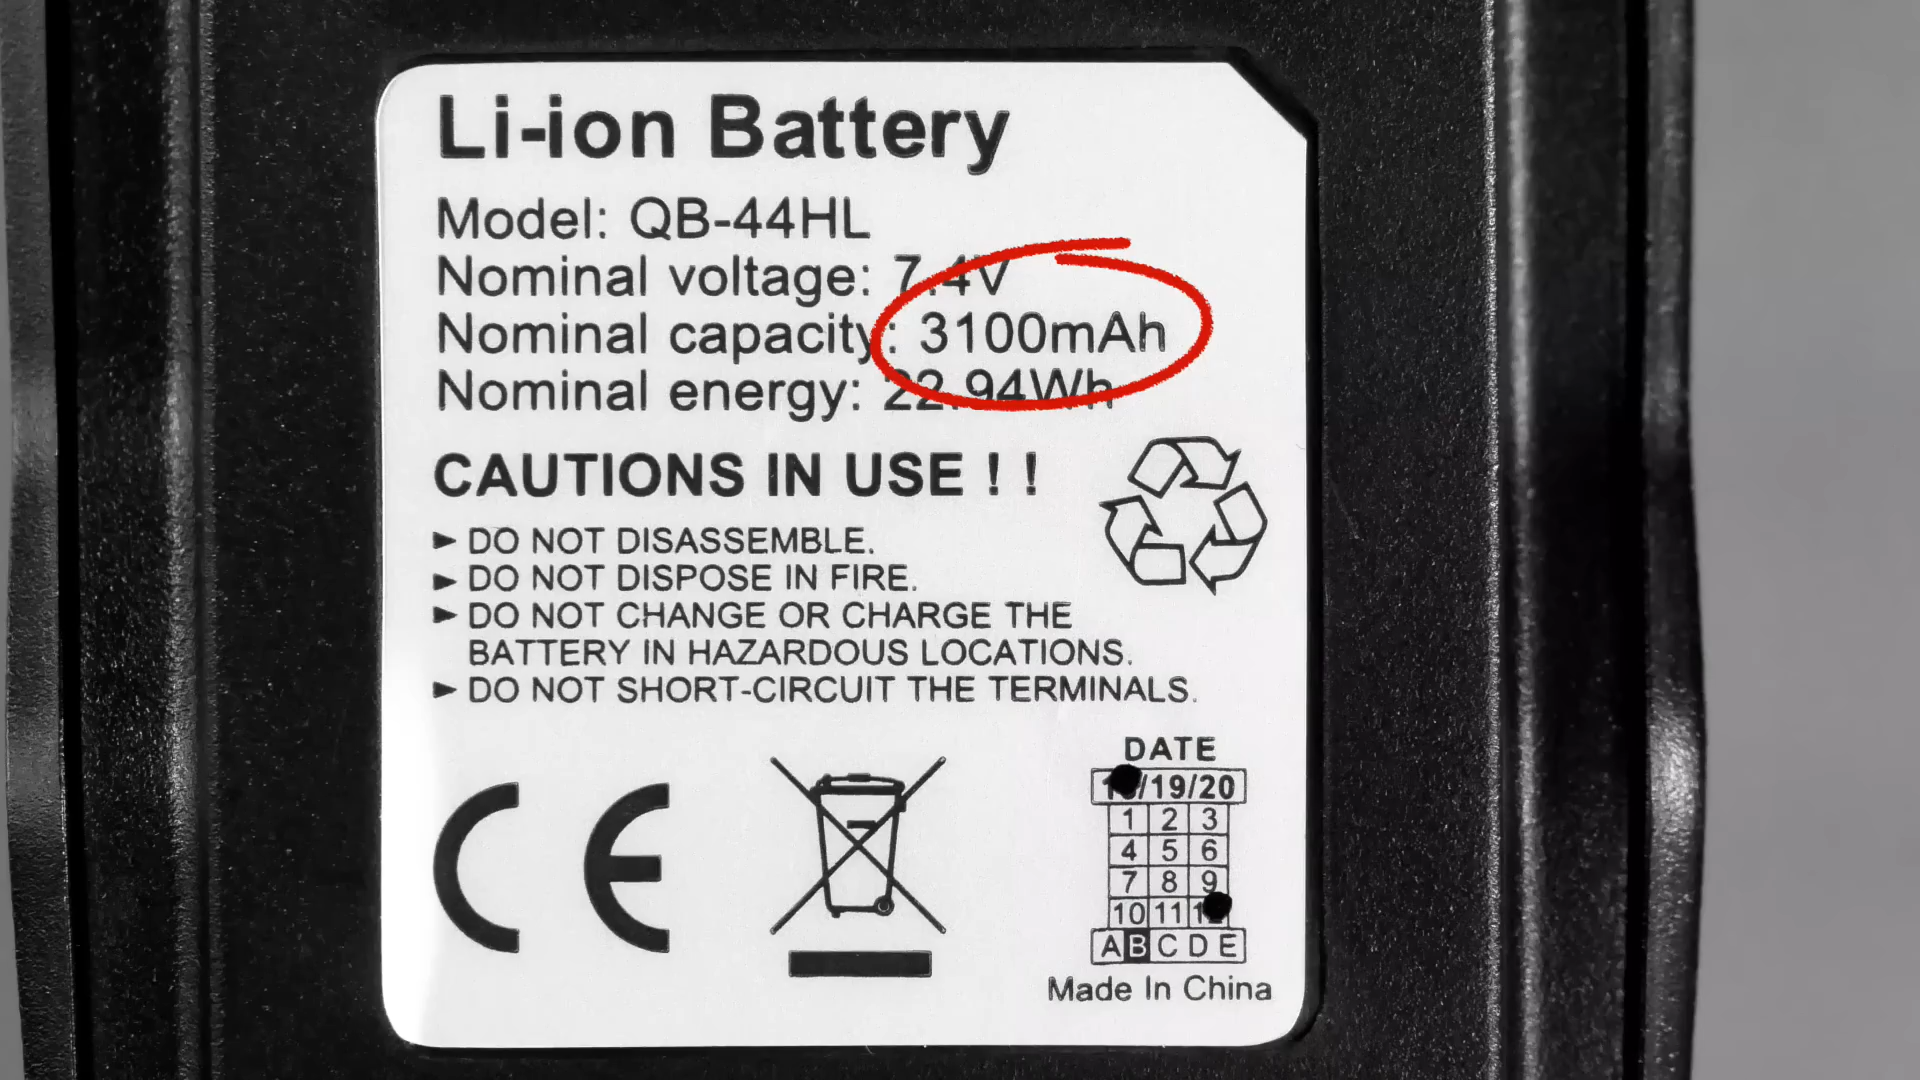 Li-ion Battery
Model: QB-44HL
Nominal voltage: 7.4V
Nominal capacity: 3100mAh
Nominal energy: 22.94Wh
CAUTIONS IN USE ! !
► DO NOT DISASSEMBLE.
► DO NOT DISPOSE IN FIRE.
► DO NOT CHANGE OR CHARGE THE
BATTERY IN HAZARDOUS LOCATIONS.
► DO NOT SHORT-CIRCUIT THE TERMINALS.
CE
DATE
/19/20
1 2 3
4 5 6
7 8 9
10 11
A B C D E
Made In China